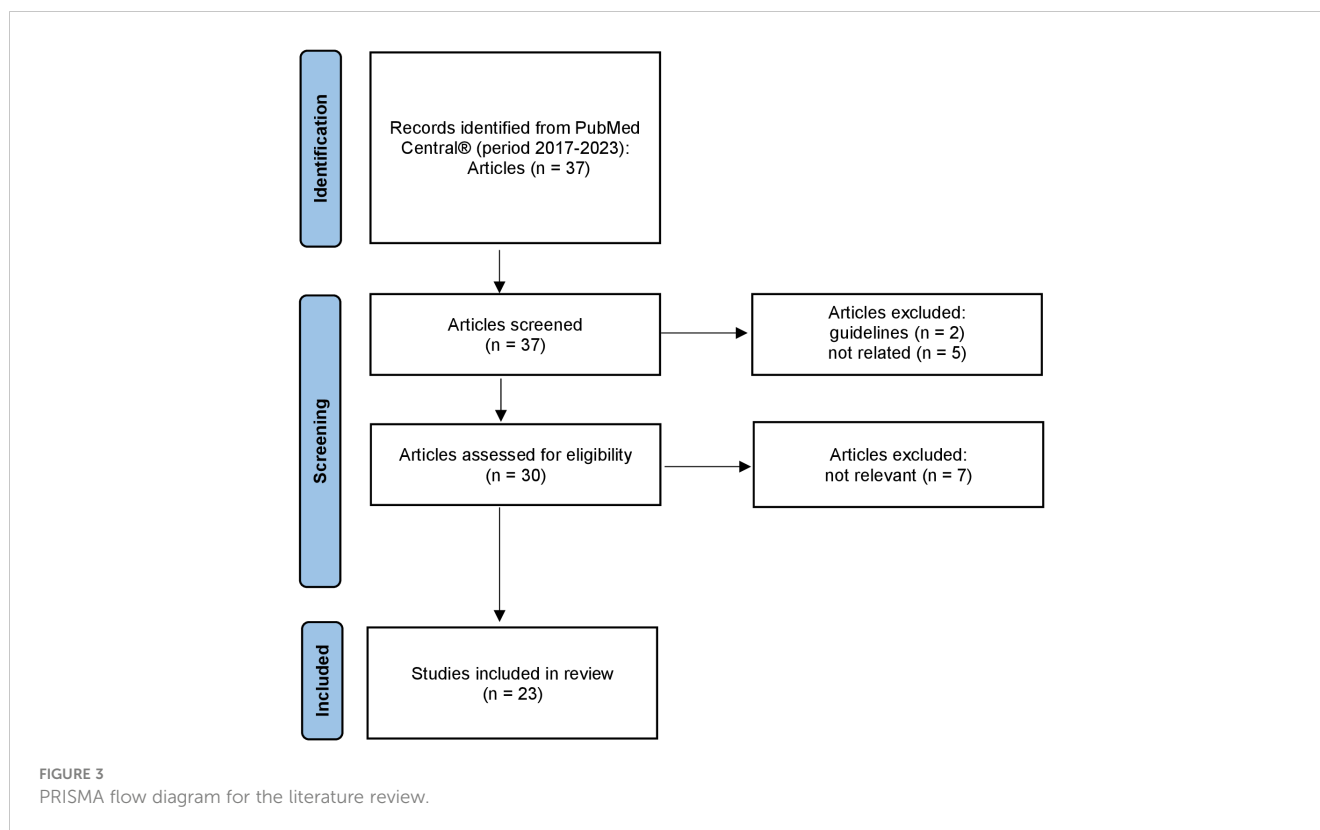 Identification
Records identified from PubMed
Central® (period 2017-2023):
Articles (n = 37)
Screening
Articles screened
(n = 37)
Articles excluded:
guidelines (n = 2)
not related (n = 5)
Articles assessed for eligibility
(n = 30)
Articles excluded:
not relevant (n = 7)
Included
Studies included in review
(n = 23)
FIGURE 3
PRISMA flow diagram for the literature review.